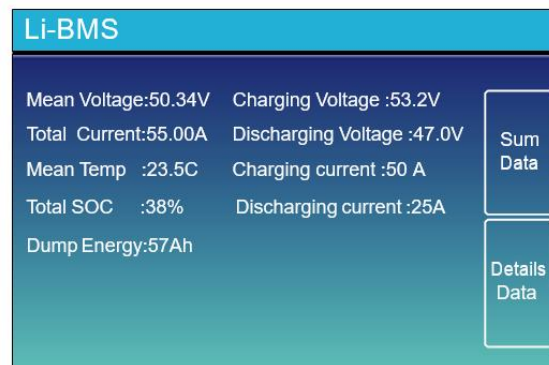 Li-BMS
Mean Voltage:50.34V Charging Voltage :53.2V
Total Current:55.00A Discharging Voltage :47.0V
Mean Temp :23.5C Charging current :50 A
Total SOC :38% Discharging current :25A
Dump Energy:57Ah
Sum
Data
Details
Data